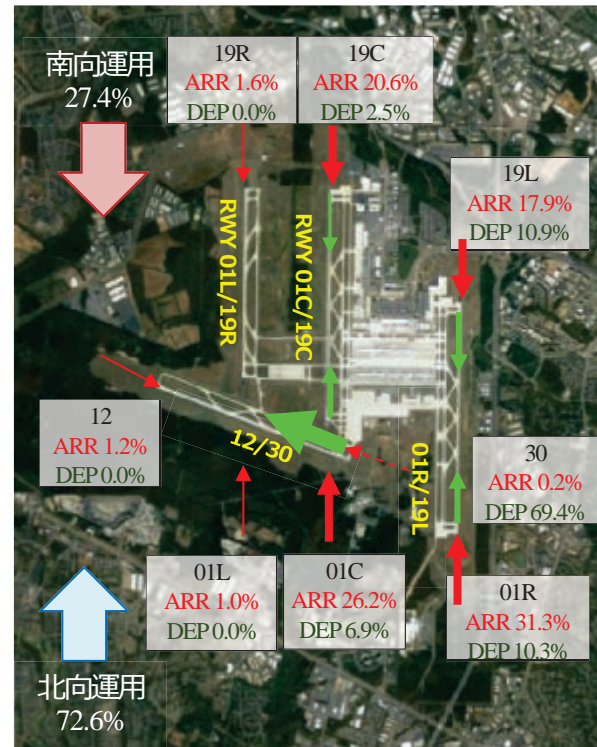 南向運用
27.4%
19R
ARR 1.6%
DEP 0.0%
19C
ARR 20.6%
DEP 2.5%
19L
ARR 17.9%
DEP 10.9%
RWY 01L/19R
RWY 01C/19C
12
ARR 1.2%
DEP 0.0%
12/30
01R/19L
30
ARR 0.2%
DEP 69.4%
01L
ARR 1.0%
DEP 0.0%
01C
ARR 26.2%
DEP 6.9%
01R
ARR 31.3%
DEP 10.3%
北向運用
72.6%